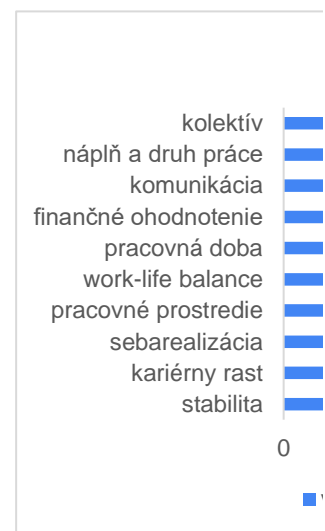 kolektív
náplň a druh práce
komunikácia
finančné ohodnotenie
pracovná doba
work-life balance
pracovné prostredie
sebarealizácia
kariérny rast
stabilita
0